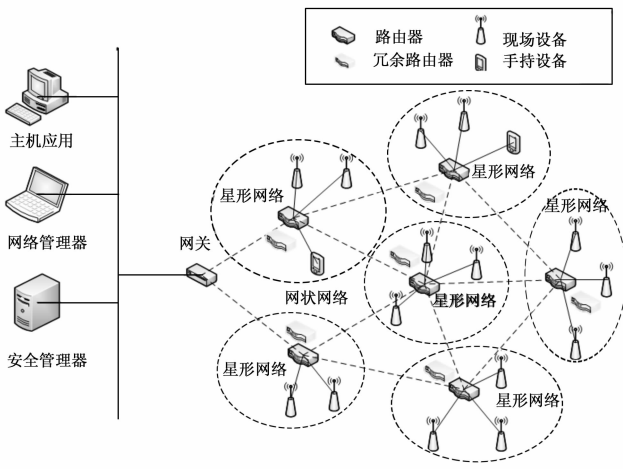 路由器
现场设备
冗余路由器
手持设备
主机应用
网络管理器
安全管理器
网关
网状网络
星形网络
星形网络
星形网络
星形网络
星形网络
星形网络